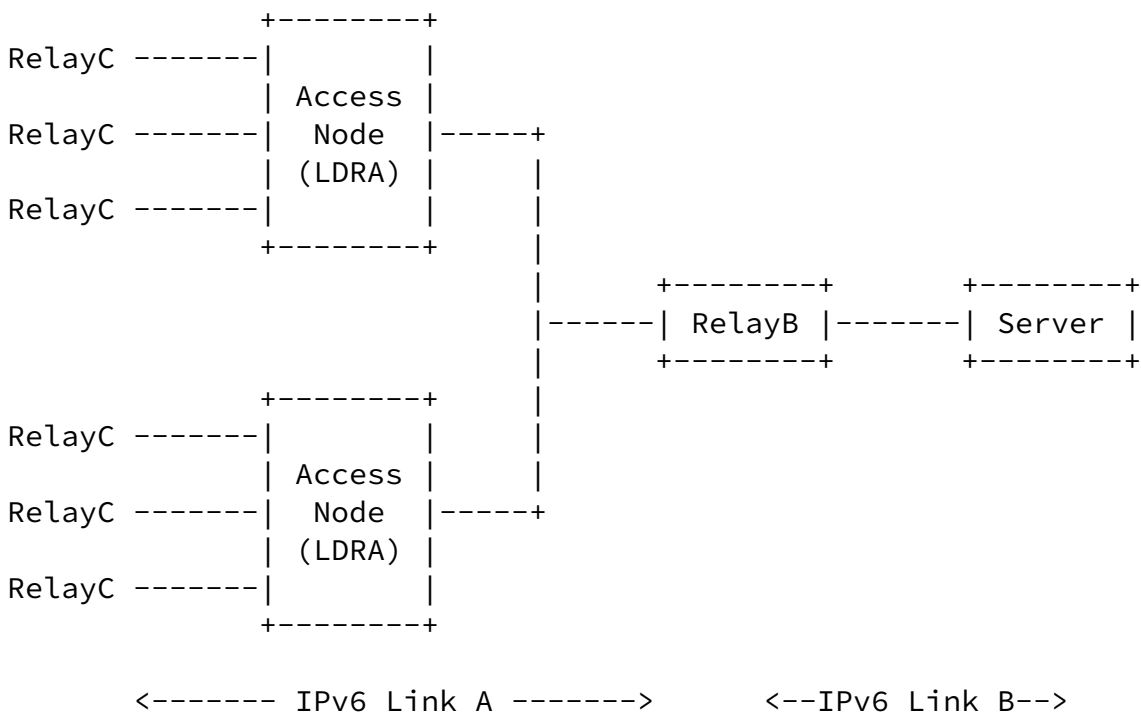 RelayC
Access
RelayC Node
(LDRA)
RelayC
RelayB Server
RelayC
Access
RelayC Node
(LDRA)
RelayC
<------- IPv6 Link A -------> <--IPv6 Link B-->